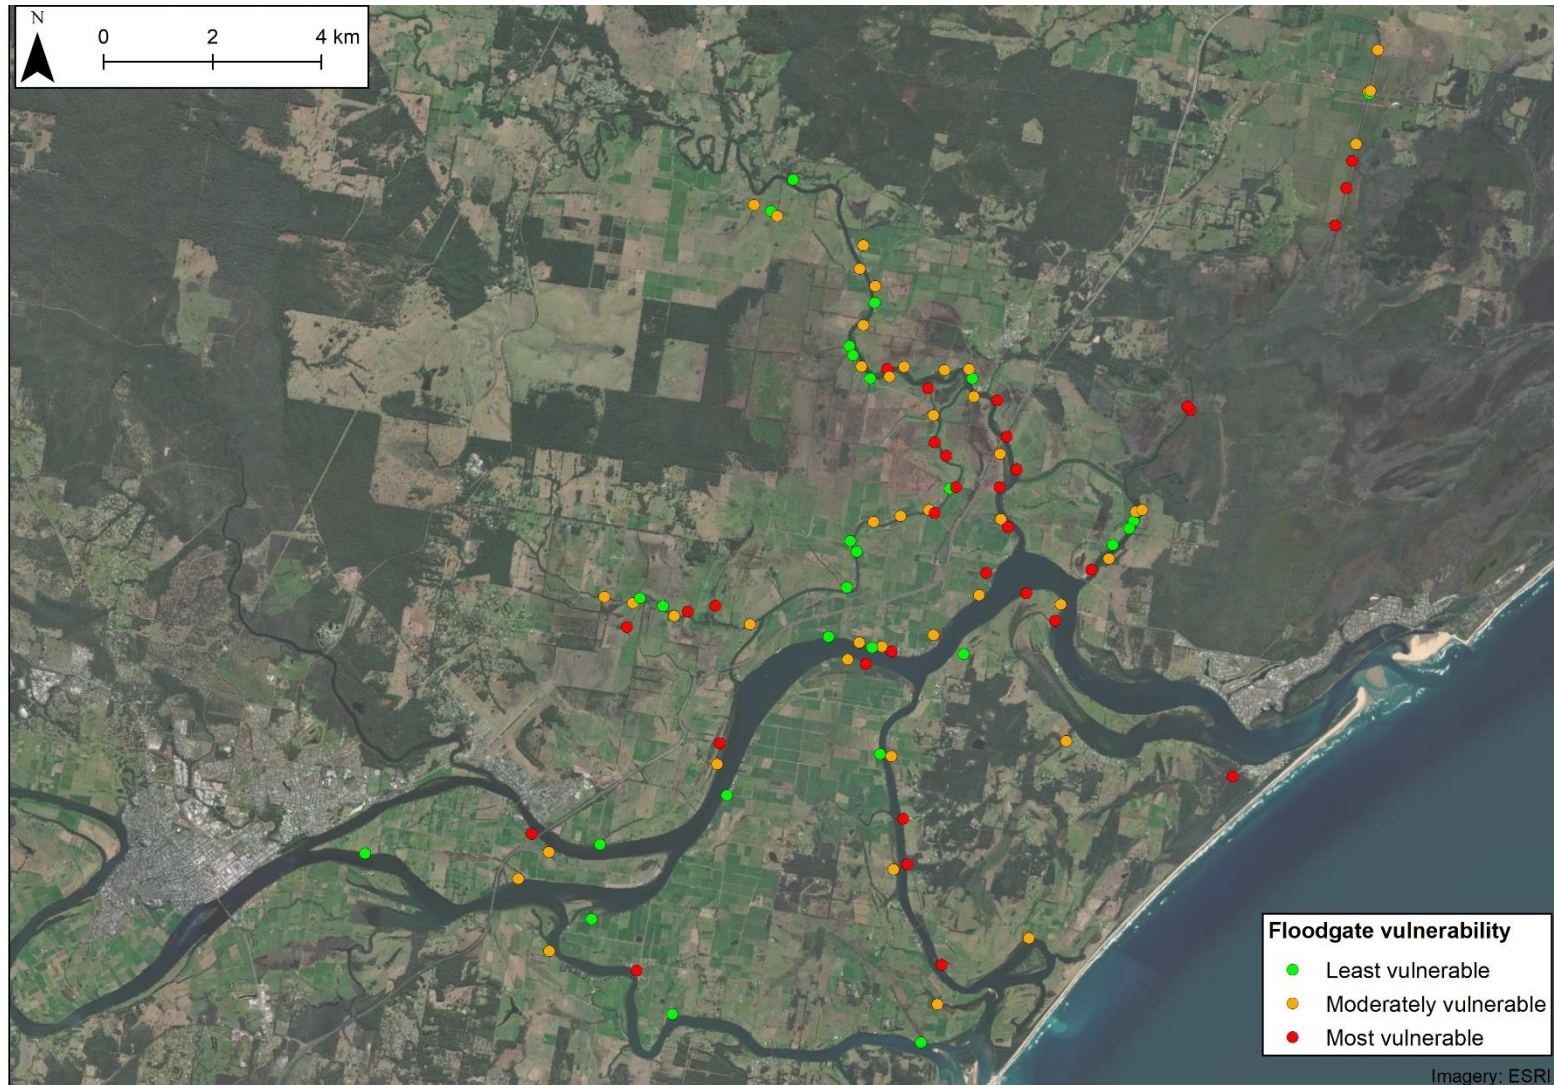 N
0 2 4 km
Floodgate vulnerability
Least vulnerable
Moderately vulnerable
Most vulnerable
Imagery: ESRI